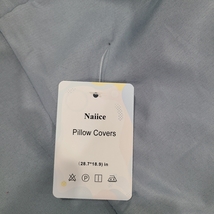 Naiice
Pillow Covers
(28.7*18.9) in